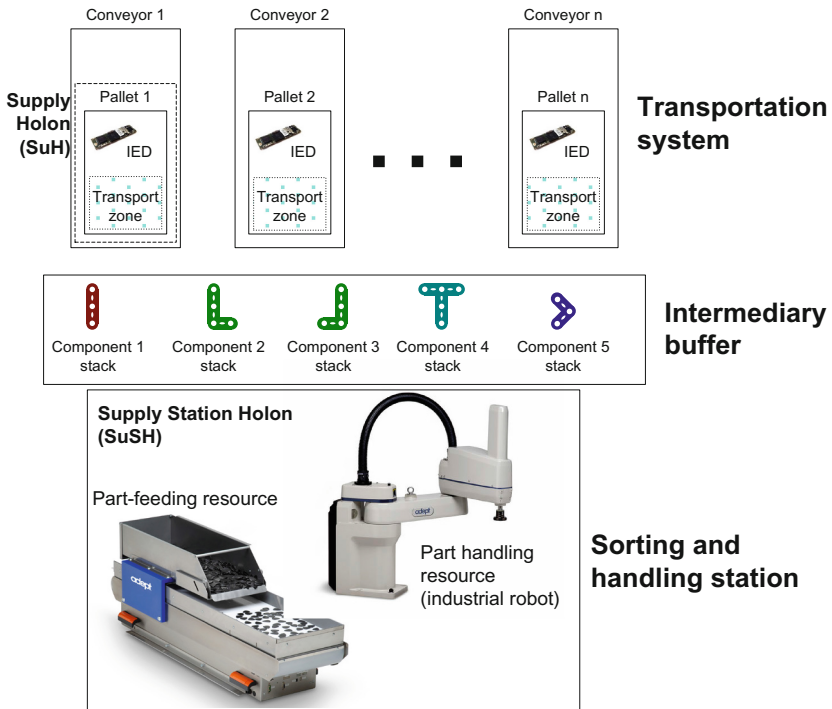 Conveyor 1
Conveyor 2
Conveyor n
Supply
Holon
(SuH)
Pallet 1
IED
Transport
zone
Pallet 2
IED
Transport
zone
Pallet n
IED
Transport
zone
Transportation
system
Component 1
stack
Component 2
stack
Component 3
stack
Component 4
stack
Component 5
stack
Intermediary
buffer
Supply Station Holon
(SuSH)
Part-feeding resource
adept
adept
Part handling
resource
(industrial robot)
Sorting and
handling station